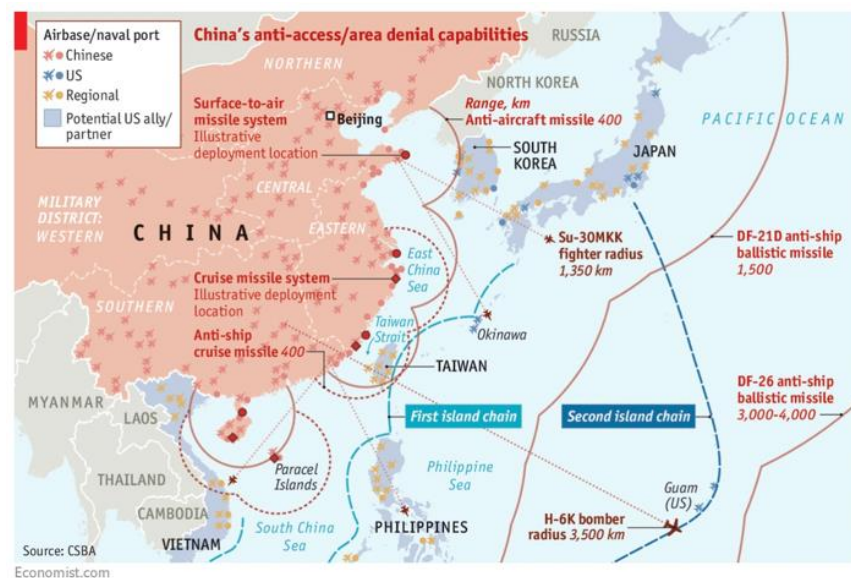 China's anti-access/area denial capabilities
Airbase/naval port
Chinese
US
Regional
Potential US ally/
partner
RUSSIA
NORTHERN
NORTH KOREA
Surface-to-air
missile system
Illustrative
deployment location
Beijing
Range, km
Anti-aircraft missile 400
SOUTH
KOREA
JAPAN
PACIFIC OCEAN
MILITARY
DISTRICT:
WESTERN
CENTRAL
EASTERN
CHINA
East
China
Sea
Su-30MKK
fighter radius
1,350 km
DF-21D anti-ship
ballistic missile
1,500
Cruise missile system
Illustrative deployment
location
SOUTHERN
Anti-ship
cruise missile 400
Taiwan
Strait
Okinawa
TAIWAN
MYANMAR
LAOS
First island chain
Second island chain
DF-26 anti-ship
ballistic missile
3,000-4,000
THAILAND
Paracel
Islands
Philippine
Sea
Guam
(US)
CAMBODIA
VIETNAM
South China
Sea
PHILIPPINES
H-6K bomber
radius 3,500 km
Source: CSBA
Economist.com